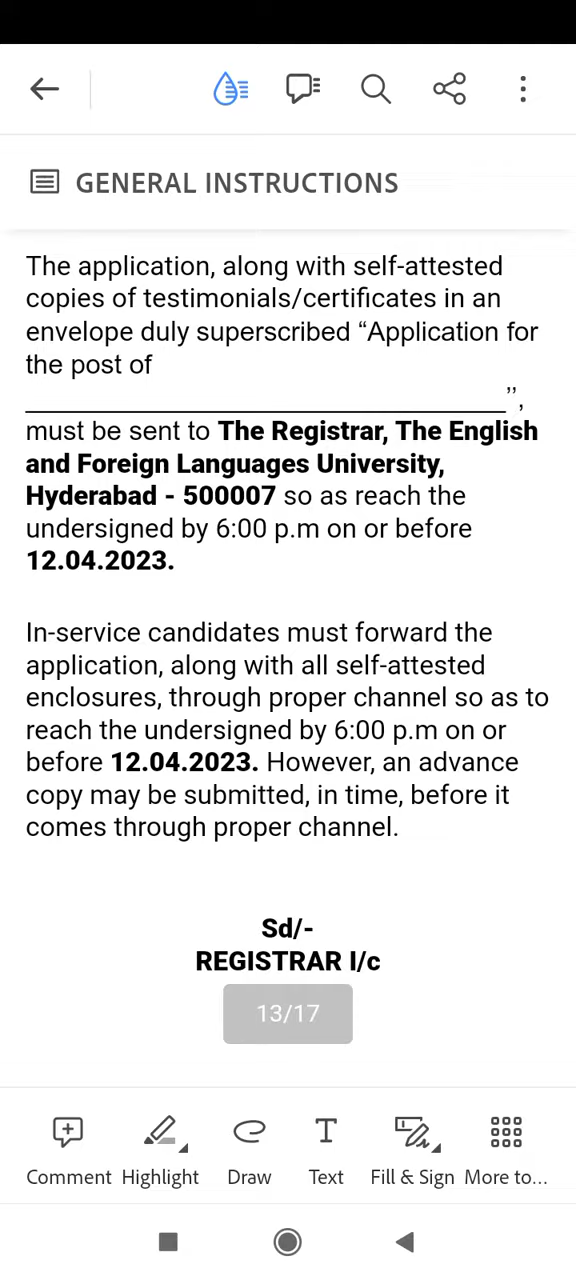 GENERAL INSTRUCTIONS
The application, along with self-attested
copies of testimonials/certificates in an
envelope duly superscribed “Application for
the post of
____________________________________”,
must be sent to The Registrar, The English
and Foreign Languages University,
Hyderabad - 500007 so as reach the
undersigned by 6:00 p.m on or before
12.04.2023.
In-service candidates must forward the
application, along with all self-attested
enclosures, through proper channel so as to
reach the undersigned by 6:00 p.m on or
before 12.04.2023. However, an advance
copy may be submitted, in time, before it
comes through proper channel.
Sd/-
REGISTRAR I/c
13/17
Comment Highlight Draw Text Fill & Sign More to...